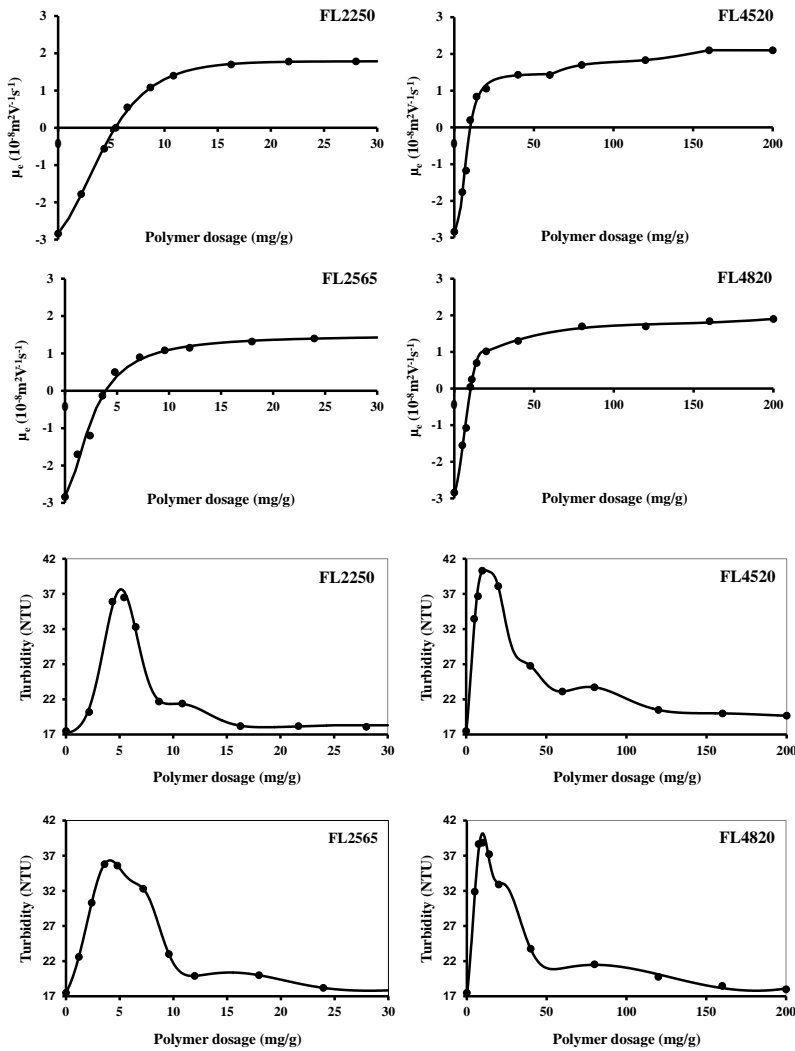 FL2250
3
2
1
0
-1
-2
-3
0 5 10 15 20 25 30
μe (10-8m2V-1s-1)
Polymer dosage (mg/g)
FL4520
3
2
1
0
-1
-2
-3
0 50 100 150 200
μe (10-8m2V-1s-1)
Polymer dosage (mg/g)
FL2565
3
2
1
0
-1
-2
-3
0 5 10 15 20 25 30
μe (10-8m2V-1s-1)
Polymer dosage (mg/g)
FL4820
3
2
1
0
-1
-2
-3
0 50 100 150 200
μe (10-8m2V-1s-1)
Polymer dosage (mg/g)
FL2250
42
37
32
27
22
17
0 5 10 15 20 25 30
Turbidity (NTU)
Polymer dosage (mg/g)
FL4520
42
37
32
27
22
17
0 50 100 150 200
Turbidity (NTU)
Polymer dosage (mg/g)
FL2565
42
37
32
27
22
17
0 5 10 15 20 25 30
Turbidity (NTU)
Polymer dosage (mg/g)
FL4820
42
37
32
27
22
17
0 50 100 150 200
Turbidity (NTU)
Polymer dosage (mg/g)